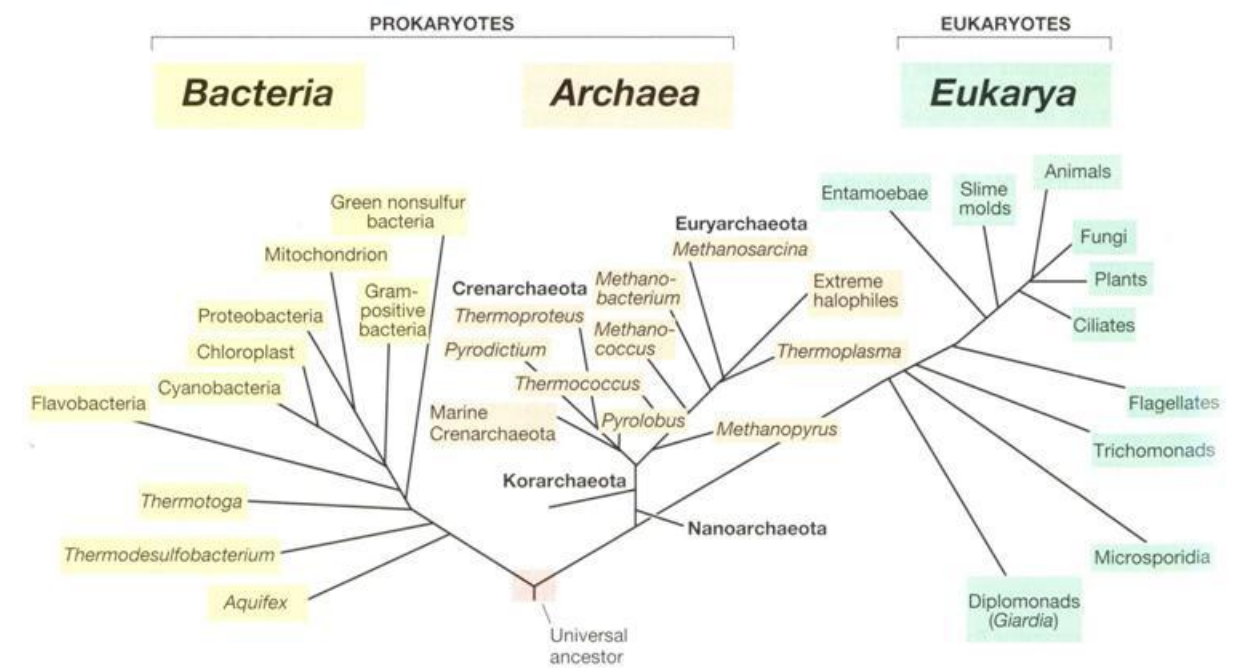 PROKARYOTES
EUKARYOTES
Bacteria
Archaea
Eukarya
Green nonsulfur
bacteria
Mitochondrion
Gram-
positive
bacteria
Proteobacteria
Chloroplast
Cyanobacteria
Flavobacteria
Thermotoga
Thermodesulfobacterium
Aquifex
Euryarchaeota
Methanosarcina
Crenarchaeota
Methano-
bacterium
Extreme
halophiles
Thermoproteus
Methano-
coccus
Pyrodictium
Thermoplasma
Thermococcus
Marine
Crenarchaeota
Pyrolobus
Methanopyrus
Korarchaeota
Nanoarchaeota
Entamoebae
Slime
molds
Animals
Fungi
Plants
Ciliates
Flagellates
Trichomonads
Microsporidia
Diplomonads
(Giardia)
Universal
ancestor